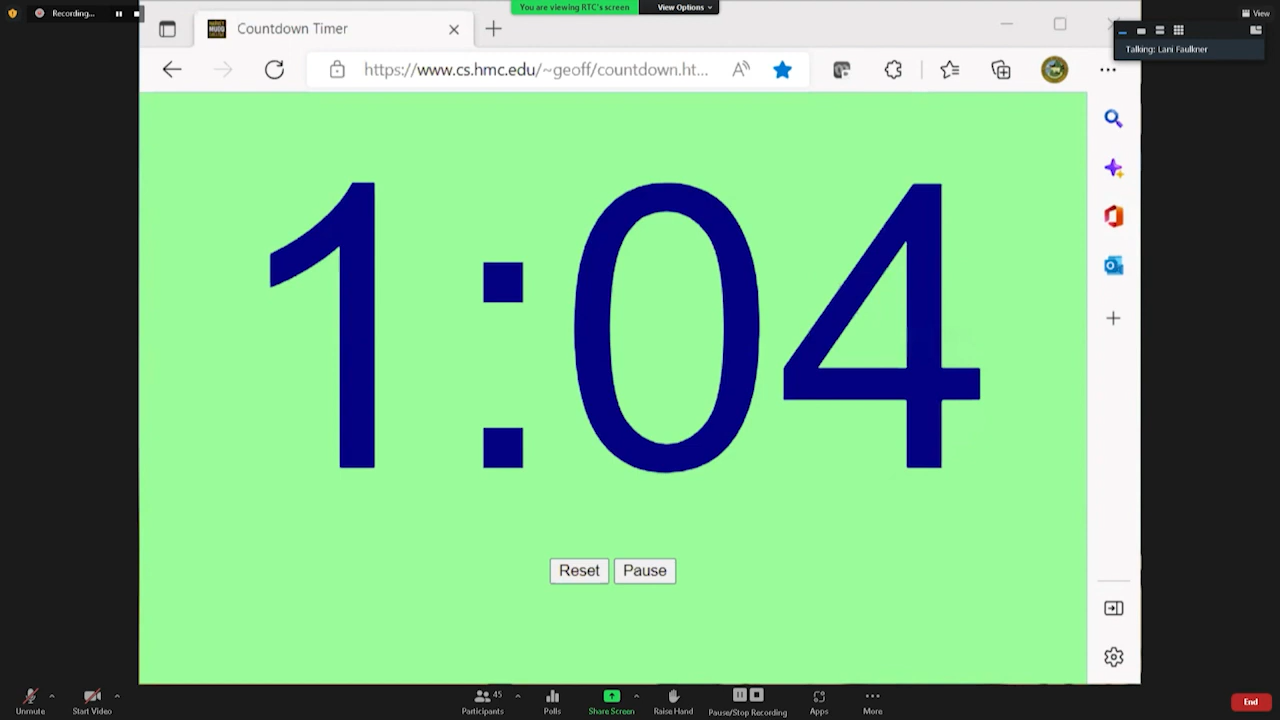 Recording...
You are viewing RTC's screen
View Options
View
Countdown Timer
Talking: Lani Faulkner
https://www.cs.hmc.edu/~geoff/countdown.ht...
1:04
Reset
Pause
Unmute
Start Video
45
Participants
Polls
Share Screen
Raise Hand
Pause/Stop Recording
Apps
More
End